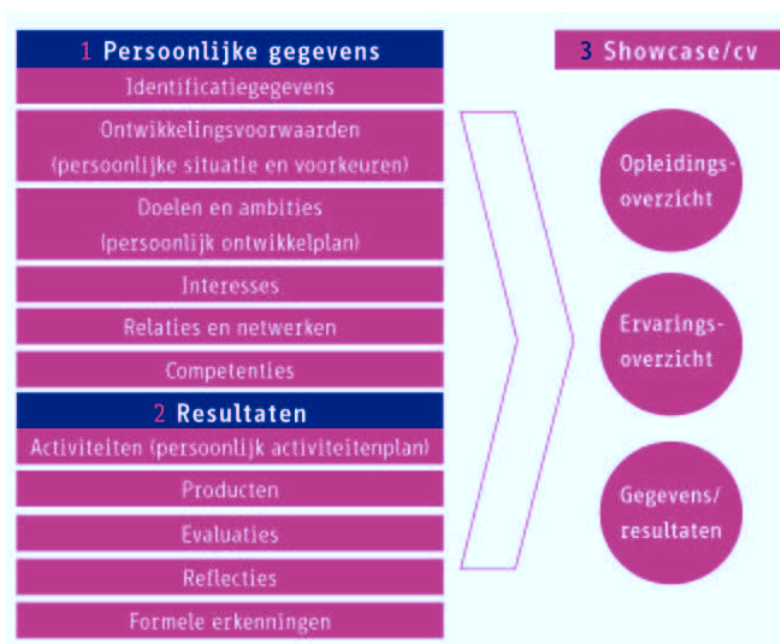 1 Persoonlijke gegevens
Identificatiegegevens
Ontwikkelingsvoorwaarden
(persoonlijke situatie en voorkeuren)
Doelen en ambities
(persoonlijk ontwikkelplan)
Interesses
Relaties en netwerken
Competenties
2 Resultaten
Activiteiten (persoonlijk activiteitenplan)
Producten
Evaluaties
Reflecties
Formele erkenningen
3 Showcase/cv
Opleidings-
overzicht
Ervarings-
overzicht
Gegevens/
resultaten